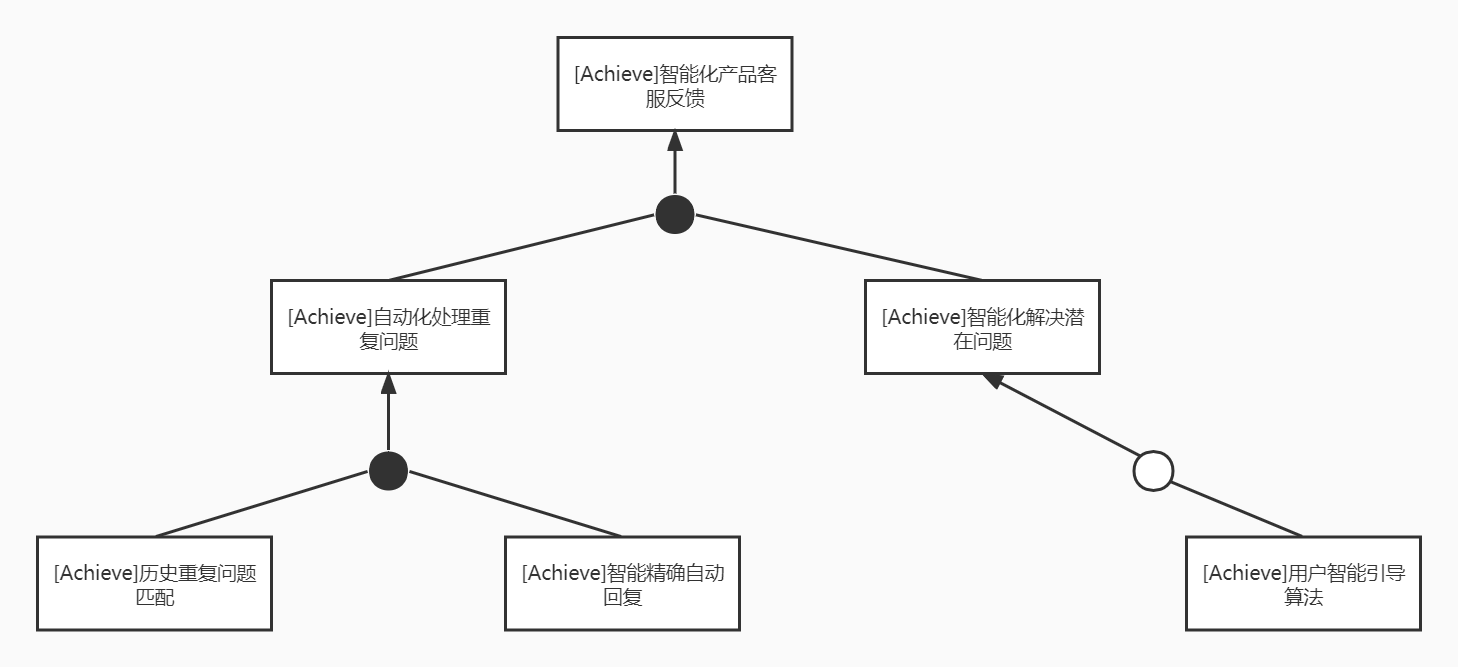 [Achieve]智能化产品客
服反馈
[Achieve]自动化处理重
复问题
[Achieve]智能化解决潜
在问题
[Achieve]历史重复问题
匹配
[Achieve]智能精确自动
回复
[Achieve]用户智能引导
算法